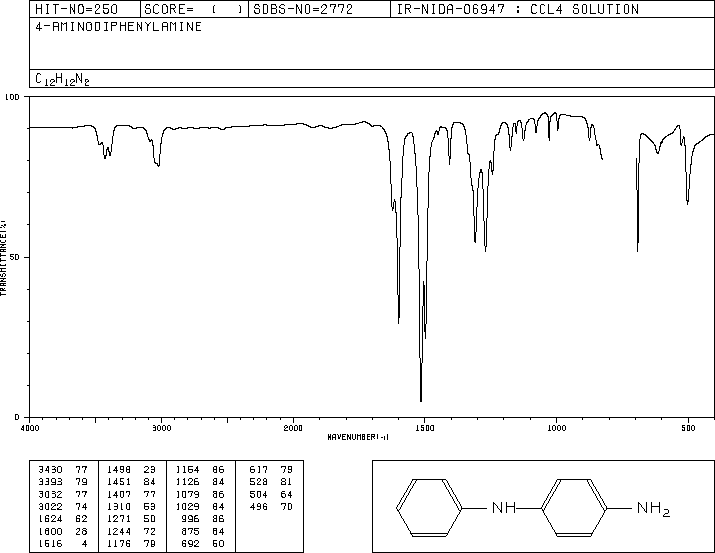 HIT-NO=250 SCORE= ( ) SDBS-NO=2772 IR-NIDA-06947 : CCL4 SOLUTION
4-AMINODIPHENYLAMINE
C12H12N2
100
50
0
TRANSMITTANCE(%)
4000 3000 2000 1500 1000 500
WAVENUMBER(-1)
3430 77 1498 23 1154 86 617 79
3393 79 1451 84 1126 84 528 81
3052 77 1407 77 1079 86 504 64
3022 74 1310 53 1029 84 496 70
1624 62 1271 50 996 86
1600 28 1244 72 875 84
1516 4 1176 79 692 50
NH NH2